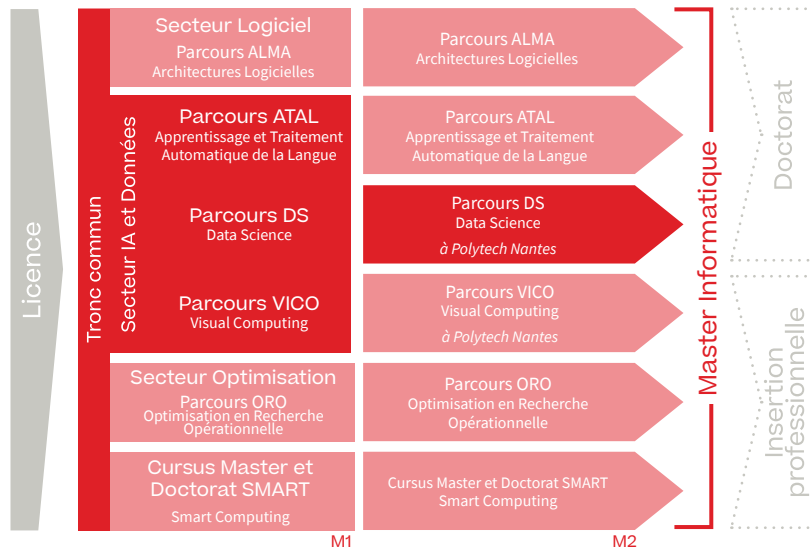 Licence
Tronc commun
Secteur Logiciel
Parcours ALMA
Architectures Logicielles
Parcours ALMA
Architectures Logicielles
Secteur IA et Données
Parcours ATAL
Apprentissage et Traitement
Automatique de la Langue
Parcours ATAL
Apprentissage et Traitement
Automatique de la Langue
Parcours DS
Data Science
Parcours DS
Data Science
à Polytech Nantes
Parcours VICO
Visual Computing
Parcours VICO
Visual Computing
à Polytech Nantes
Secteur Optimisation
Parcours ORO
Optimisation en Recherche
Opérationnelle
Parcours ORO
Optimisation en Recherche
Opérationnelle
Cursus Master et
Doctorat SMART
Smart Computing
Cursus Master et Doctorat SMART
Smart Computing
M1
M2
Master Informatique
Doctorat
Insertion
professionnelle